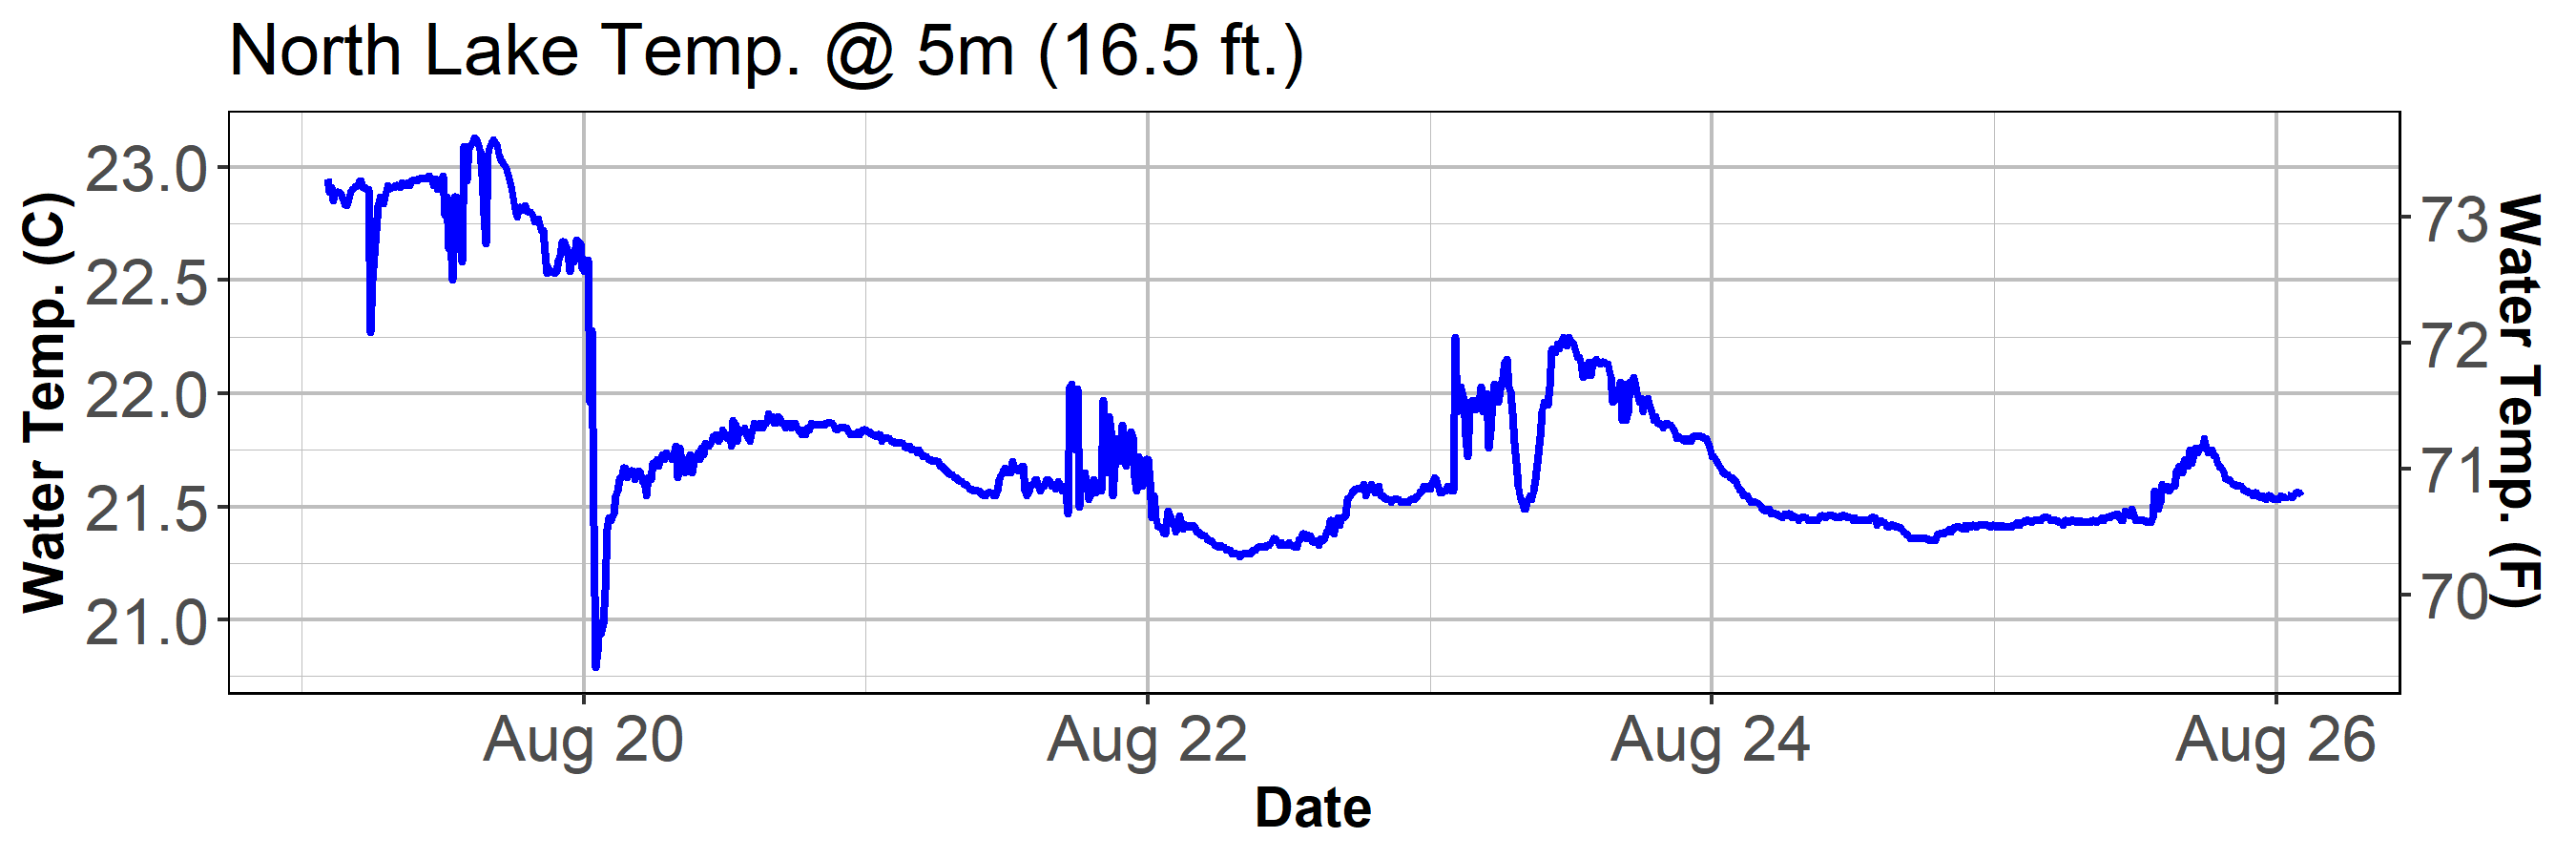 North Lake Temp. @ 5m (16.5 ft.)
Water Temp. (C)
23.0
22.5
22.0
21.5
21.0
73
72
71
70
Water Temp. (F)
Aug 20 Aug 22 Aug 24 Aug 26
Date